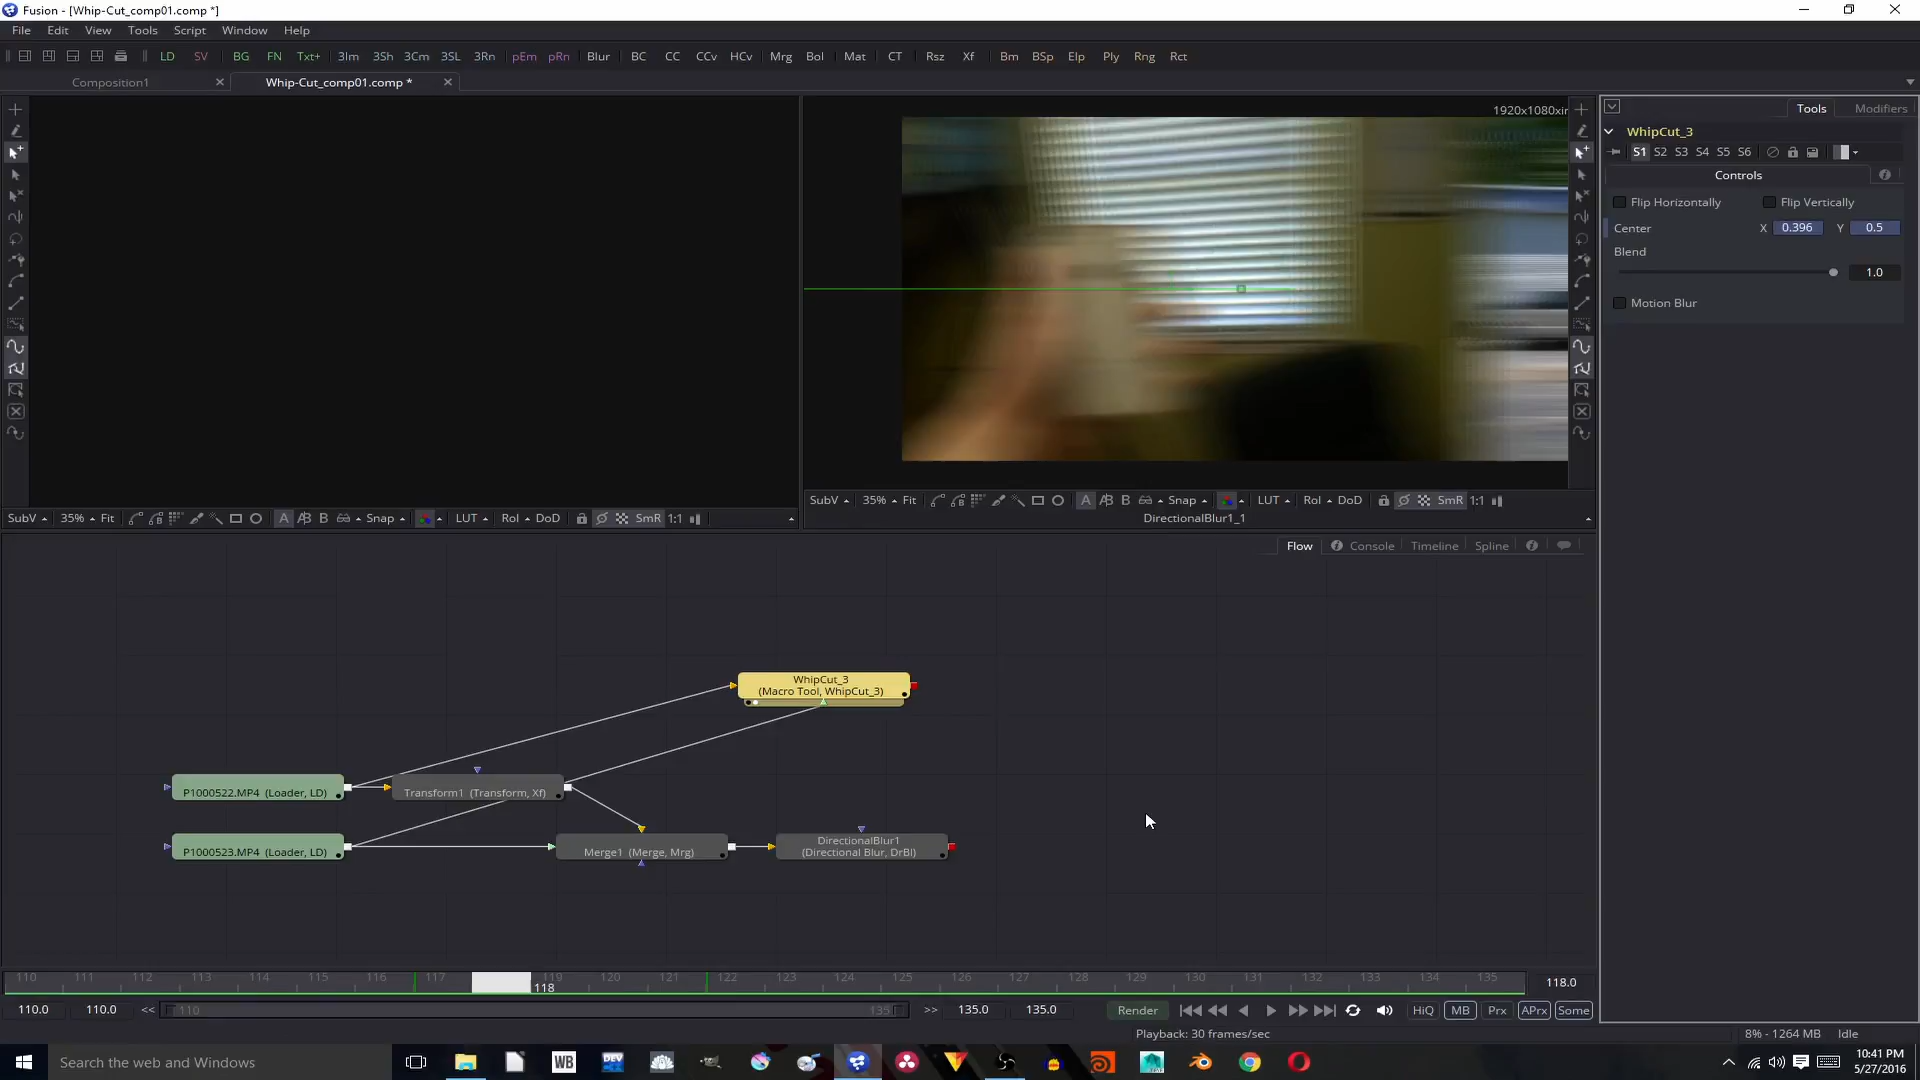 Fusion - [Whip-Cut_comp01.comp *]
File Edit View Tools Script Window Help
LD SV BG FN Txt+ 3Im 3Sh 3Cm 3SL 3Rn pEm pRn Blur BC CC CCv HCv Mrg Bol Mat CT Rsz Xf Bm BSp Elp Ply Rng Rct
Composition1 Whip-Cut_comp01.comp *
1920x1080xin
Tools Modifiers
WhipCut_3
S1 S2 S3 S4 S5 S6
Controls
Flip Horizontally Flip Vertically
Center X 0.396 Y 0.5
Blend
1.0
Motion Blur
SubV 35% Fit A B Snap LUT RoI DoD SmR 1:1
DirectionalBlur1_1
SubV 35% Fit A B Snap LUT RoI DoD SmR 1:1
Flow Console Timeline Spline
WhipCut_3
(Macro Tool, WhipCut_3)
P1000522.MP4 (Loader, LD)
Transform1 (Transform, Xf)
P1000523.MP4 (Loader, LD)
Merge1 (Merge, Mrg)
DirectionalBlur1
(Directional Blur, DrBl)
110 111 112 113 114 115 116 117 119 120 121 122 123 124 125 126 127 128 129 130 131 132 133 134 135
118
118.0
110.0 110.0 << 110 135 >> 135.0 135.0 Render HiQ MB Prx APrx Some
Playback: 30 frames/sec
8% - 1264 MB Idle
Search the web and Windows
WB
DEV
10:41 PM
5/27/2016